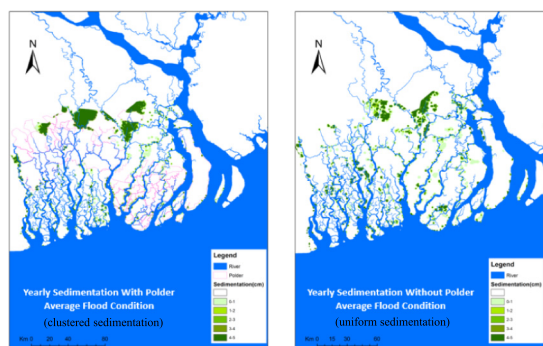 N
Legend
River
Polder
Sedimentation(cm)
0-1
1-2
2-3
3-4
4-5
Yearly Sedimentation With Polder
Average Flood Condition
(clustered sedimentation)
Km 0 20 40 80
N
Legend
River
Sedimentation(cm)
0-1
1-2
2-3
3-4
4-5
Yearly Sedimentation Without Polder
Average Flood Condition
(uniform sedimentation)
Km 0 15 30 60